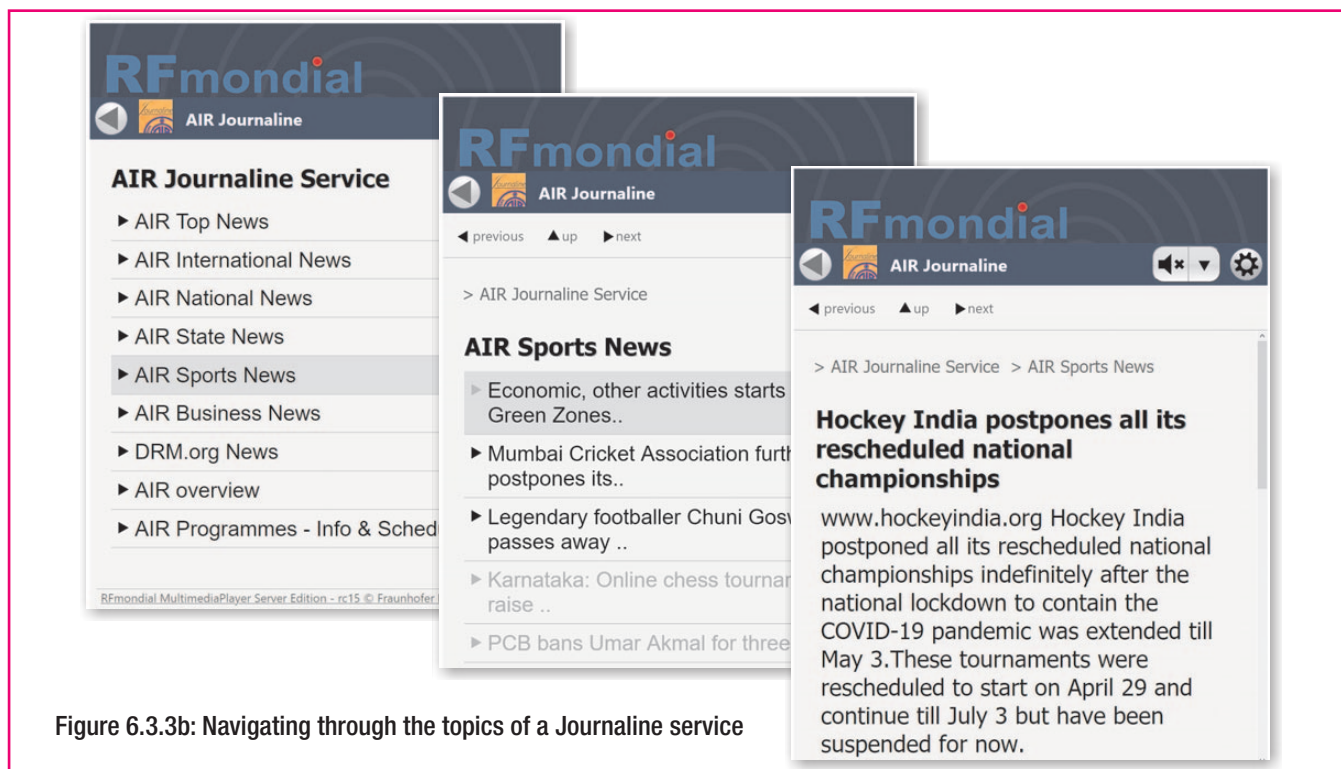 RFmondial
AIR Journaline
AIR Journaline Service
AIR Top News
AIR International News
AIR National News
AIR State News
AIR Sports News
AIR Business News
DRM.org News
AIR overview
AIR Programmes - Info & Sched
RFmondial MultimediaPlayer Server Edition - rc15 © Fraunhofer
RFmondial
AIR Journaline
previous up next
> AIR Journaline Service
AIR Sports News
Economic, other activities starts
Green Zones..
Mumbai Cricket Association furth
postpones its..
Legendary footballer Chuni Gosw
passes away ..
Karnataka: Online chess tournam
raise ..
PCB bans Umar Akmal for three
RFmondial
AIR Journaline
previous up next
> AIR Journaline Service > AIR Sports News
Hockey India postpones all its
rescheduled national
championships
www.hockeyindia.org Hockey India
postponed all its rescheduled national
championships indefinitely after the
national lockdown to contain the
COVID-19 pandemic was extended till
May 3.These tournaments were
rescheduled to start on April 29 and
continue till July 3 but have been
suspended for now.
Figure 6.3.3b: Navigating through the topics of a Journaline service